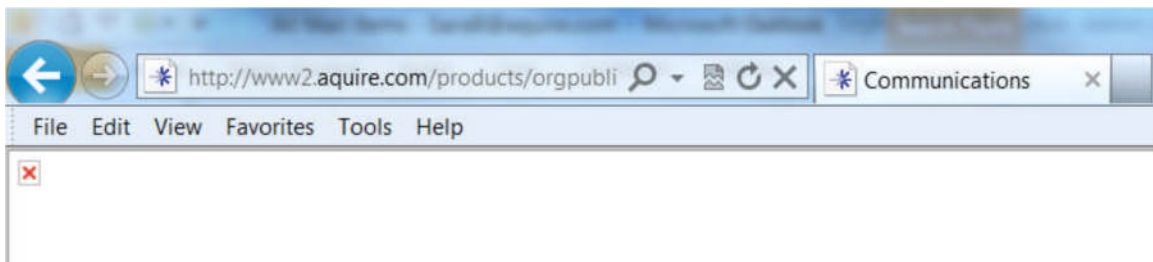 http://www2.aquire.com/products/orgpubli Communications
File Edit View Favorites Tools Help